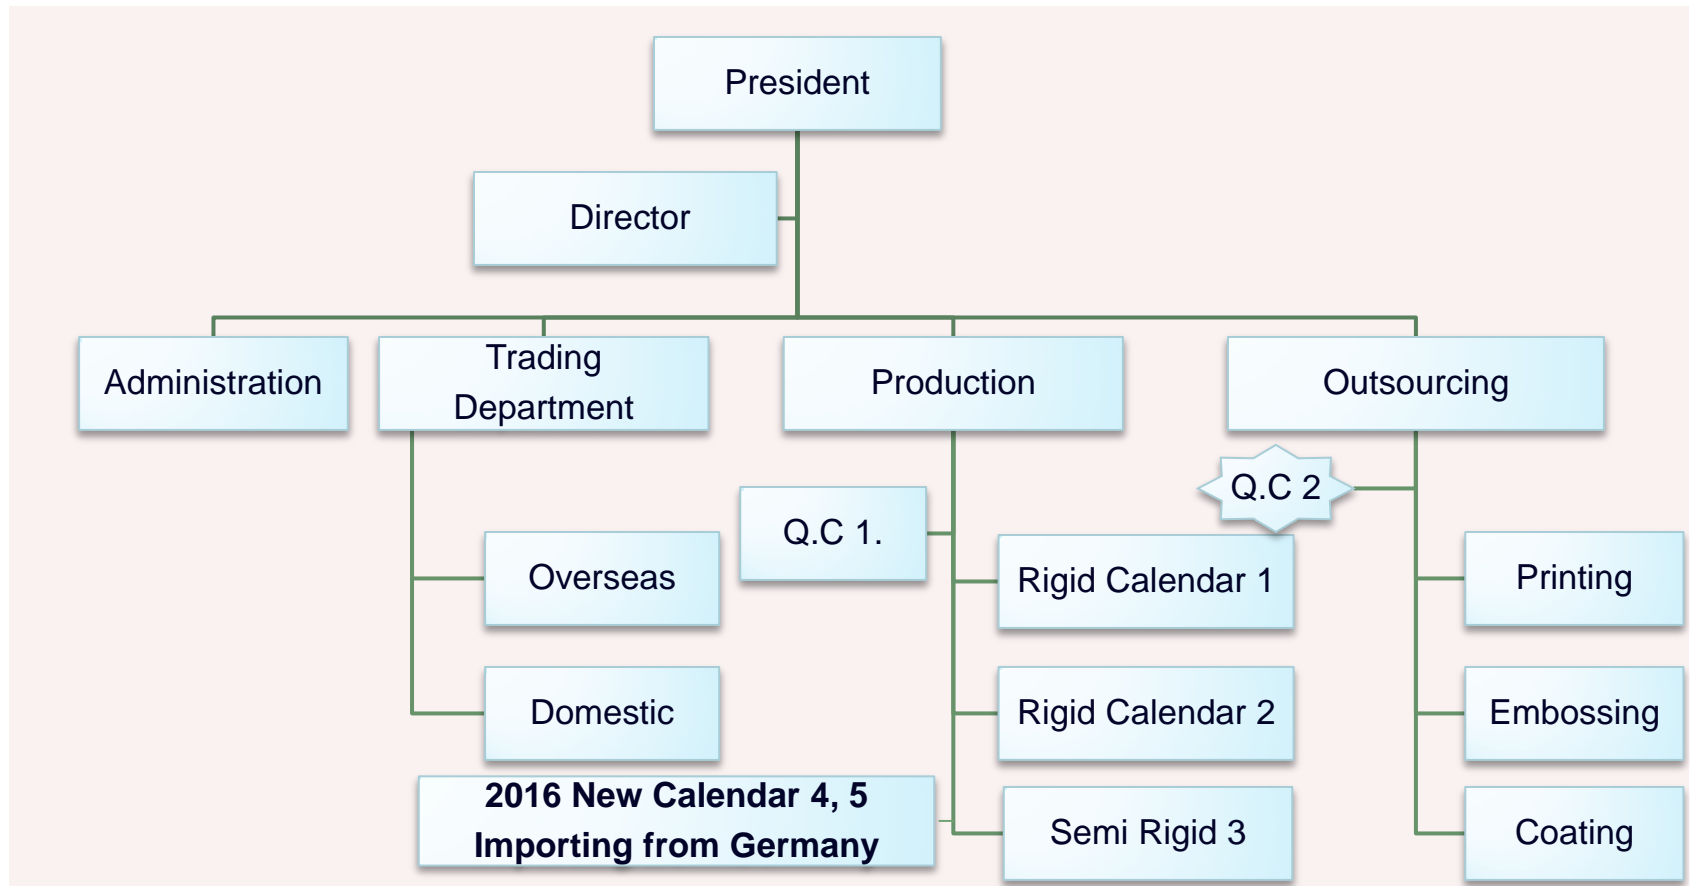 President
Director
Administration
Trading
Department
Production
Outsourcing
Q.C 1.
Q.C 2
Overseas
Rigid Calendar 1
Printing
Domestic
Rigid Calendar 2
Embossing
2016 New Calendar 4, 5
Importing from Germany
Semi Rigid 3
Coating